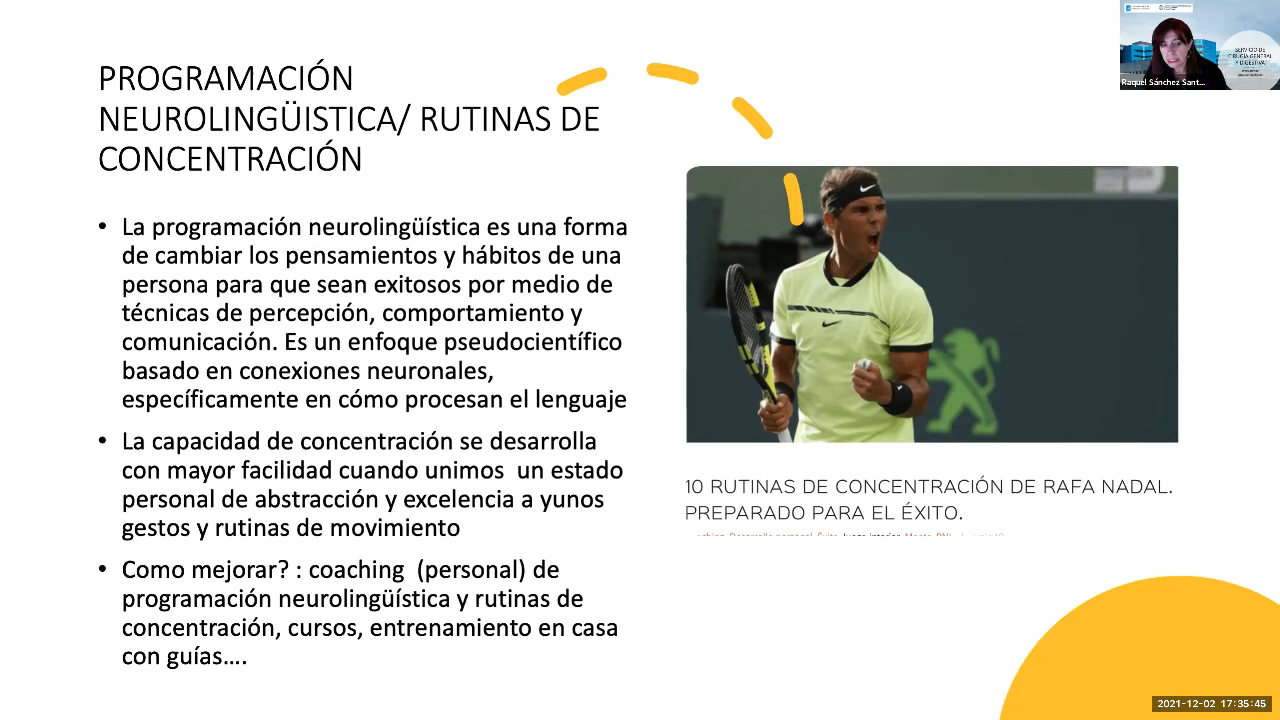 PROGRAMACIÓN
NEUROLINGÜISTICA/ RUTINAS DE
CONCENTRACIÓN
• La programación neurolingüística es una forma
de cambiar los pensamientos y hábitos de una
persona para que sean exitosos por medio de
técnicas de percepción, comportamiento y
comunicación. Es un enfoque pseudocientífico
basado en conexiones neuronales,
específicamente en cómo procesan el lenguaje
• La capacidad de concentración se desarrolla
con mayor facilidad cuando unimos  un estado
personal de abstracción y excelencia a yunos
gestos y rutinas de movimiento
• Como mejorar? : coaching  (personal) de
programación neurolingüística y rutinas de
concentración, cursos, entrenamiento en casa
con guías….
10 RUTINAS DE CONCENTRACIÓN DE RAFA NADAL.
PREPARADO PARA EL ÉXITO.
SERVICIO DE
CIRUGÍA GENERAL
Y DIGESTIVA
Raquel Sánchez Sant...
2021-12-02 17:35:45